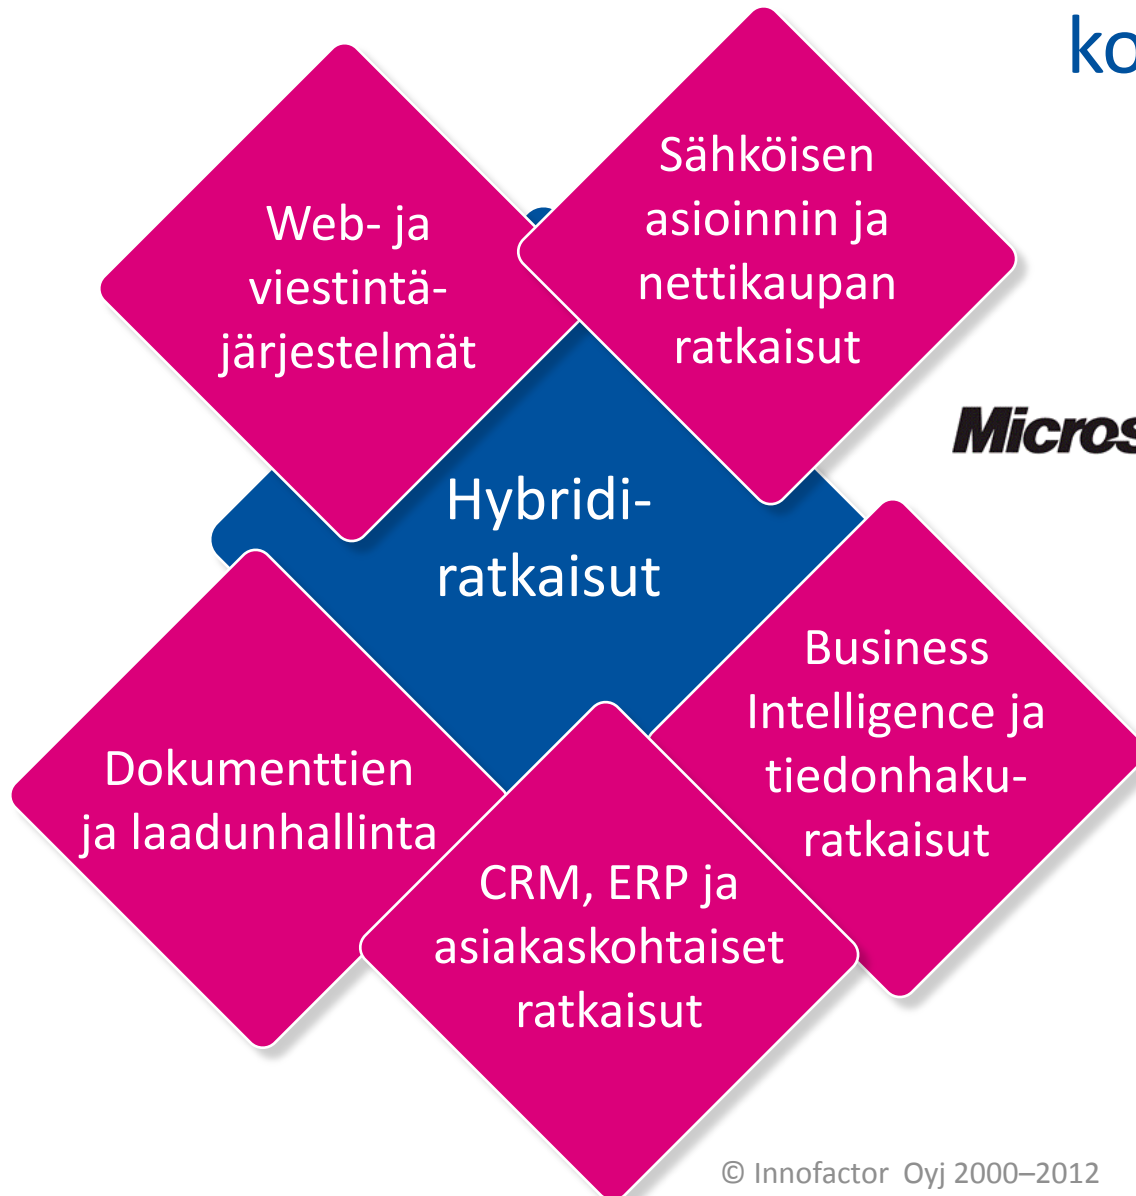 Web- ja
viestintä-
järjestelmät
Sähköisen
asioinnin ja
nettikaupan
ratkaisut
Hybridi-
ratkaisut
Business
Intelligence ja
tiedonhaku-
ratkaisut
Dokumenttien
ja laadunhallinta
CRM, ERP ja
asiakaskohtaiset
ratkaisut
© Innofactor Oyj 2000–2012